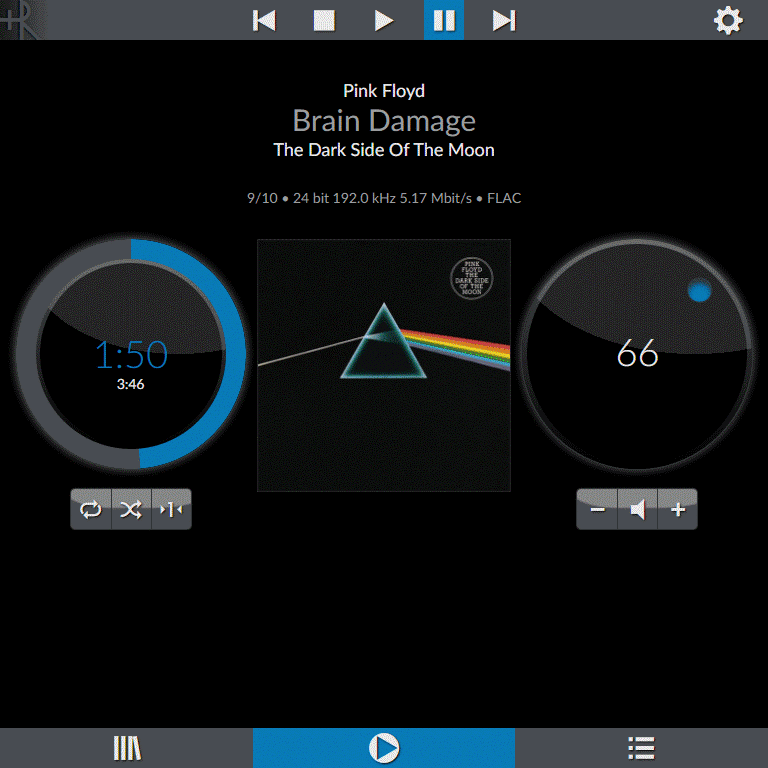 Pink Floyd
Brain Damage
The Dark Side Of The Moon
9/10 • 24 bit 192.0 kHz 5.17 Mbit/s • FLAC
PINK
FLOYD
THE
DARK SIDE
OF THE
MOON
1:50
3:46
66
1